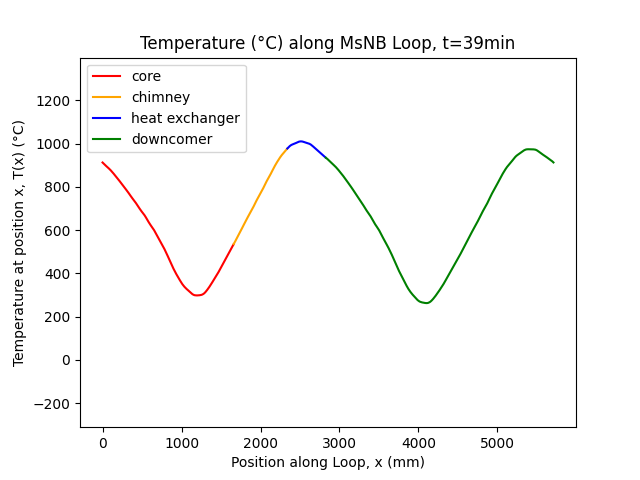 Temperature (°C) along MsNB Loop, t=39min
core
chimney
heat exchanger
downcomer
1200
1000
800
600
400
200
0
−200
Temperature at position x, T(x) (°C)
0 1000 2000 3000 4000 5000
Position along Loop, x (mm)